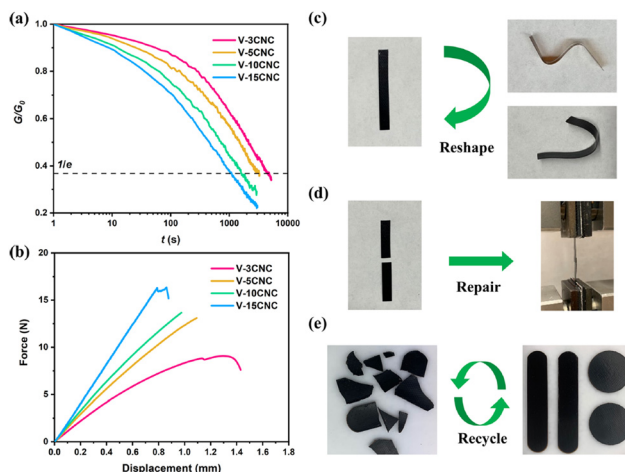 (a)
1.0
0.8
0.6
0.4
0.2
G/G0
1/e
V-3CNC
V-5CNC
V-10CNC
V-15CNC
1 10 100 1000 10000
t (s)
(b)
25
20
15
10
5
0
Force (N)
V-3CNC
V-5CNC
V-10CNC
V-15CNC
0.0 0.2 0.4 0.6 0.8 1.0 1.2 1.4 1.6 1.8
Displacement (mm)
(c)
Reshape
(d)
Repair
(e)
Recycle